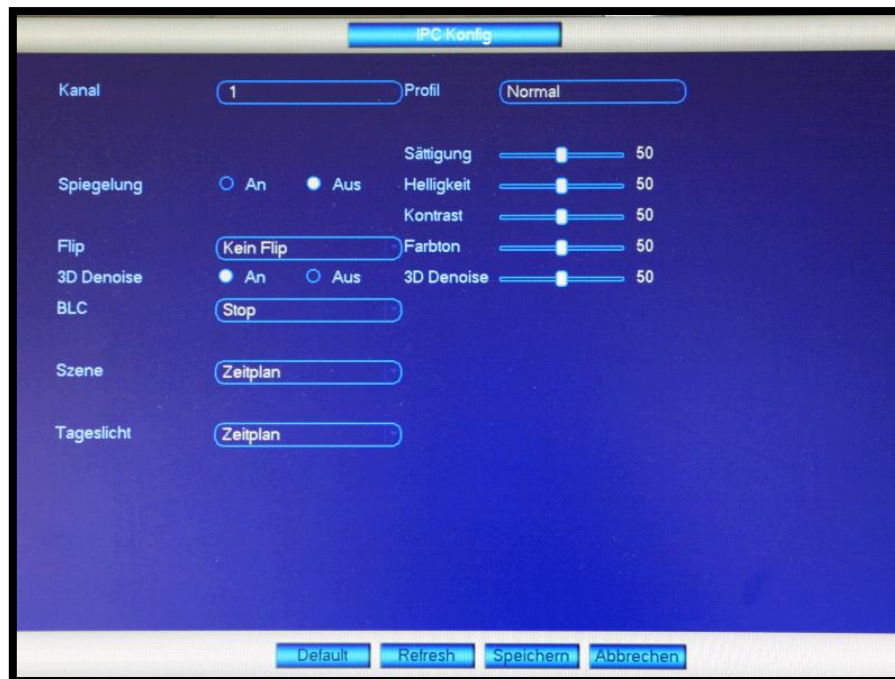 IPC Konfig
Kanal 1 Profil Normal
Sättigung 50
Spiegelung An Aus Helligkeit 50
Kontrast 50
Flip Kein Flip Farbton 50
3D Denoise An Aus 3D Denoise 50
BLC Stop
Szene Zeitplan
Tageslicht Zeitplan
Default Refresh Speichern Abbrechen